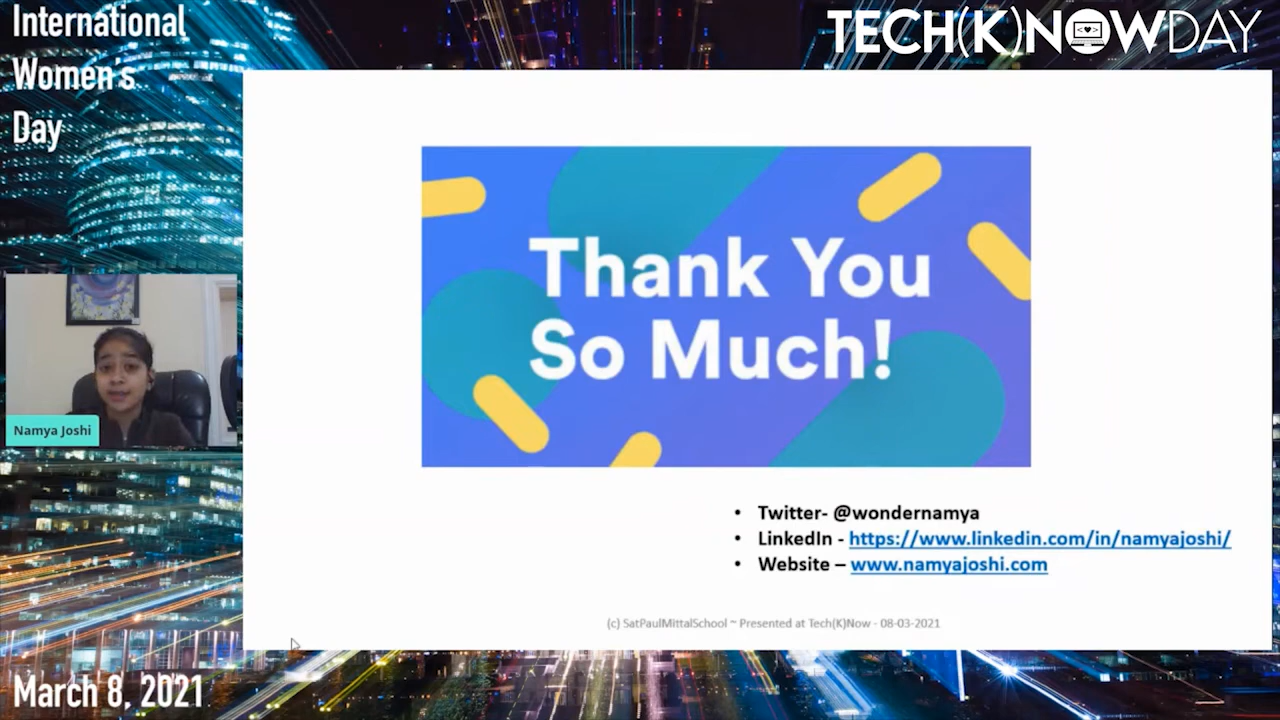 International
Women's
Day
TECH(K)NOWDAY
Thank You
So Much!
Namya Joshi
• Twitter- @wondernamya
• LinkedIn - https://www.linkedin.com/in/namyajoshi/
• Website – www.namyajoshi.com
(c) SatPaulMittalSchool ~ Presented at Tech(K)Now - 08-03-2021
March 8, 2021